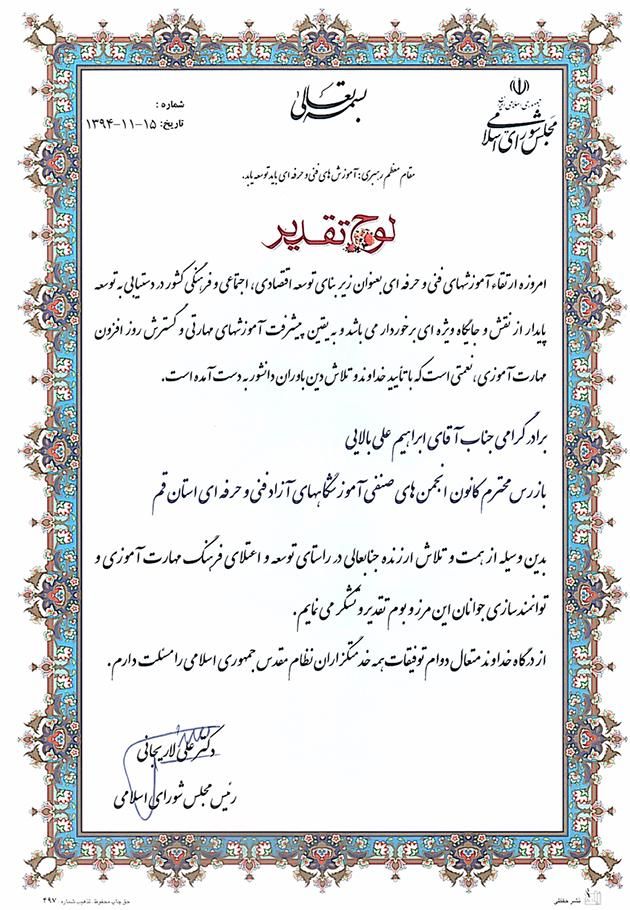 بسمه تعالی
جمهوری اسلامی ایران
مجلس شورای اسلامی
شماره :
تاریخ: ۱۵-۱۱-۱۳۹۴
مقام معظم رهبری: آموزش های فنی و حرفه ای باید توسعه یابد.
لوح تقدیر
امروزه ارتقاء آموزشهای فنی و حرفه ای بعنوان زیر بنای توسعه اقتصادی، اجتماعی و فرهنگی کشور در دستیابی به توسعه
پایدار از نقش و جایگاه ویژه ای برخوردار می باشد و به یقین پیشرفت آموزشهای مهارتی و گسترش روز افزون
مهارت آموزی، نعمتی است که با تأیید خداوند و تلاش دین باوران دانشور به دست آمده است.
برادر گرامی جناب آقای ابراهیم علی بالایی
بازرس محترم کانون انجمن های صنفی آموزشگاههای آزاد فنی و حرفه ای استان قم
بدین وسیله از همت و تلاش ارزنده جنابعالی در راستای توسعه و اعتلای فرهنگ مهارت آموزی و
توانمند سازی جوانان این مرز و بوم تقدیر و تشکر می نمایم.
از درگاه خداوند متعال دوام توفیقات همه خدمتگزاران نظام مقدس جمهوری اسلامی را مسئلت دارم.
دکتر علی لاریجانی
رئیس مجلس شورای اسلامی
نشر حفظی
حق چاپ محفوظ. تذهیب شماره ۴۹۷